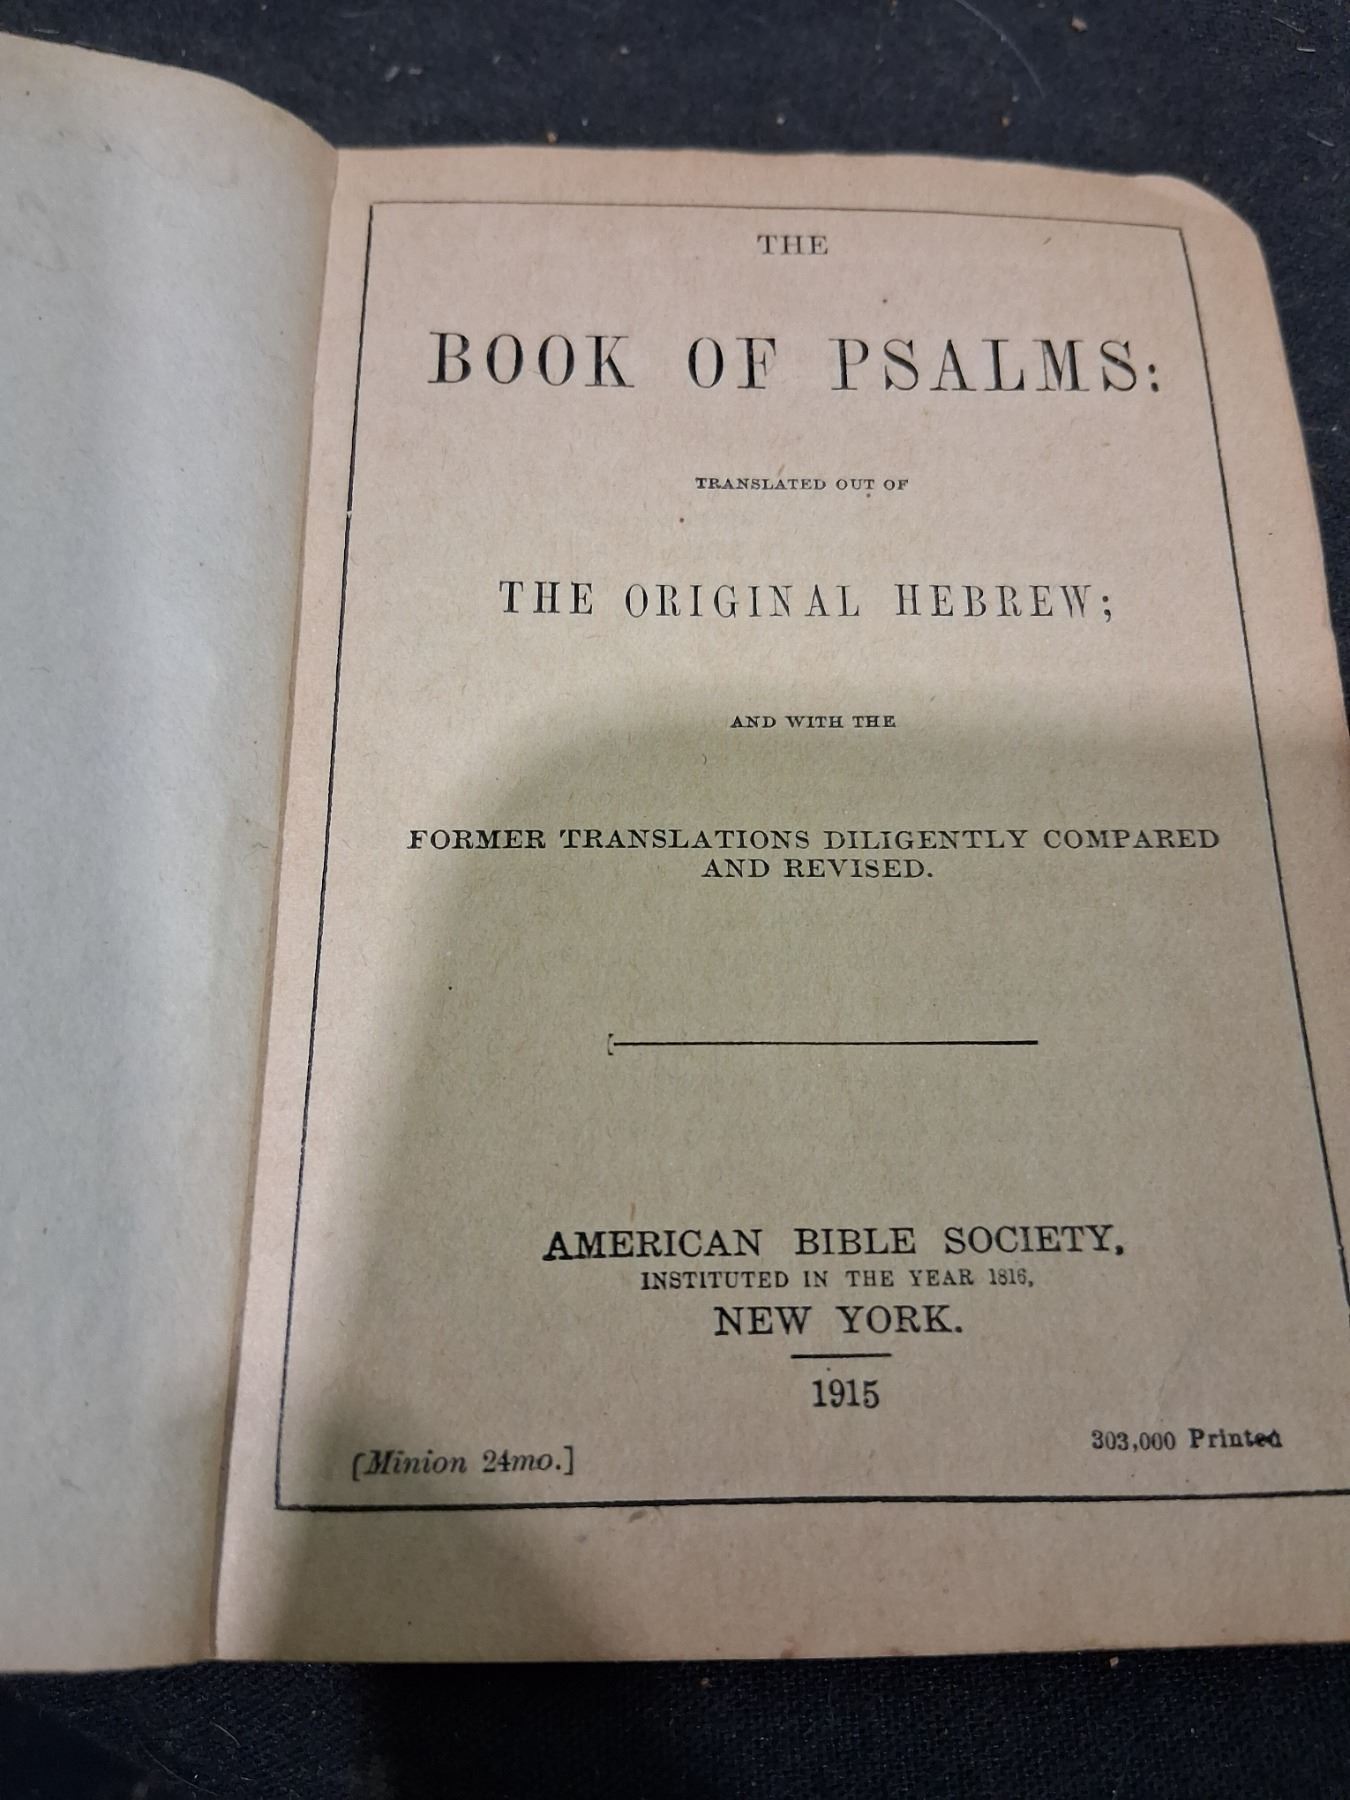 THE
BOOK OF PSALMS:
TRANSLATED OUT OF
THE ORIGINAL HEBREW;
AND WITH THE
FORMER TRANSLATIONS DILIGENTLY COMPARED
AND REVISED.
AMERICAN BIBLE SOCIETY,
INSTITUTED IN THE YEAR 1816,
NEW YORK.
1915
303,000 Printed
[Minion 24mo.]